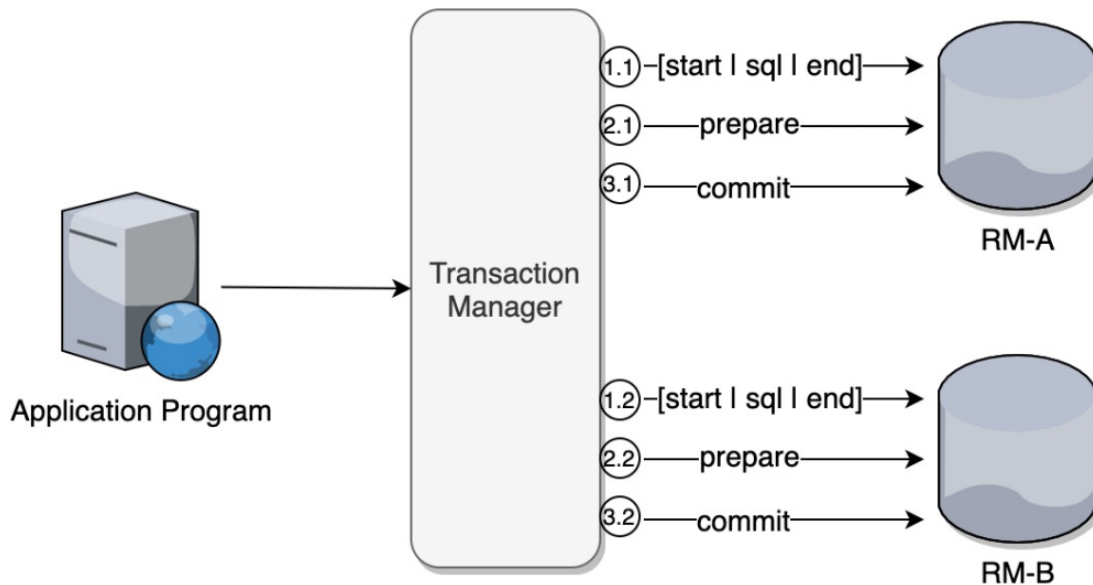 1.1 [start | sql | end]
2.1 prepare
3.1 commit
RM-A
Transaction
Manager
Application Program
1.2 [start | sql | end]
2.2 prepare
3.2 commit
RM-B